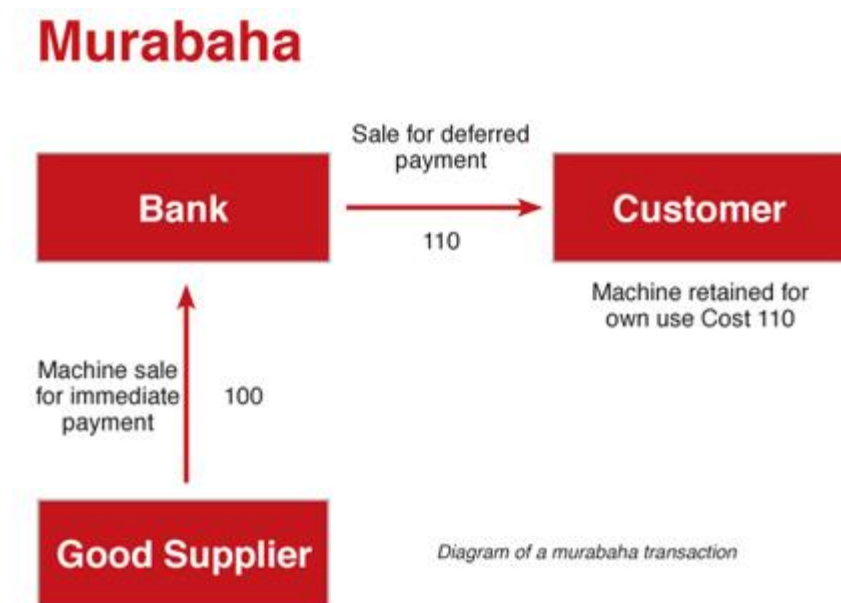 Murabaha
Sale for deferred
payment
Bank
Customer
110
Machine retained for
own use Cost 110
Machine sale
for immediate
payment
100
Good Supplier
Diagram of a murabaha transaction